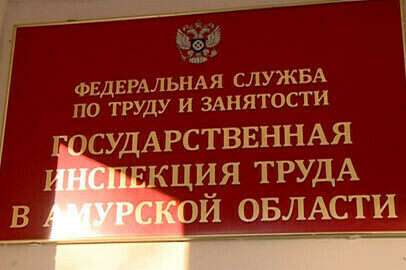 ФЕДЕРАЛЬНАЯ СЛУЖБА
ПО ТРУДУ И ЗАНЯТОСТИ
ГОСУДАРСТВЕННАЯ
ИНСПЕКЦИЯ ТРУДА
В АМУРСКОЙ ОБЛАСТИ